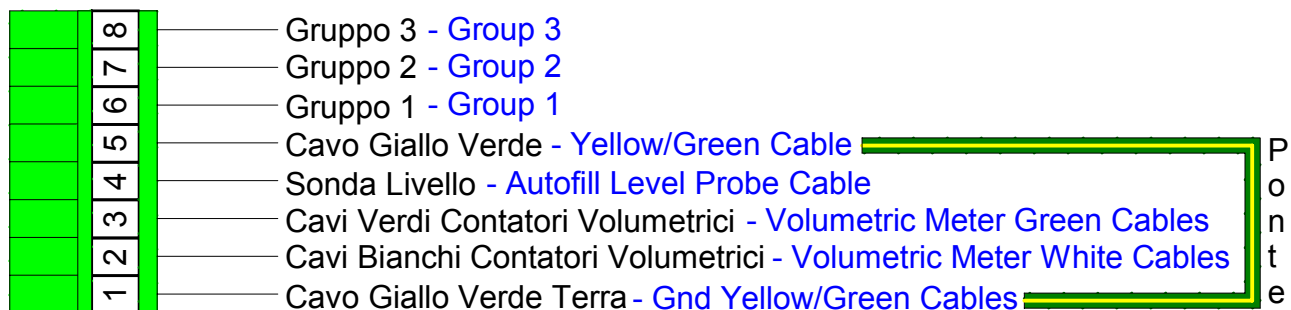 8 Gruppo 3 - Group 3
7 Gruppo 2 - Group 2
6 Gruppo 1 - Group 1
5 Cavo Giallo Verde - Yellow/Green Cable
4 Sonda Livello - Autofill Level Probe Cable
3 Cavi Verdi Contatori Volumetrici - Volumetric Meter Green Cables
2 Cavi Bianchi Contatori Volumetrici - Volumetric Meter White Cables
1 Cavo Giallo Verde Terra - Gnd Yellow/Green Cables
Ponte